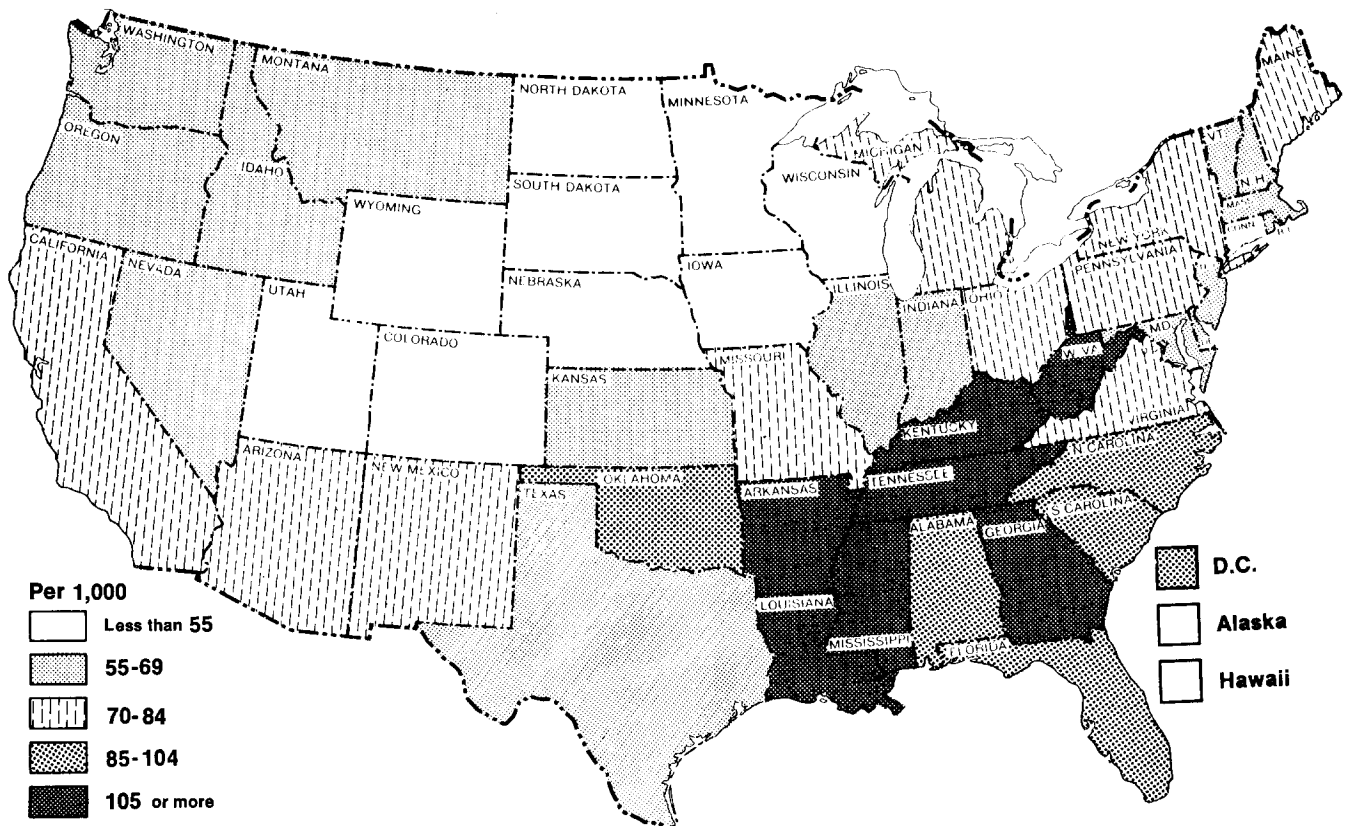 WASHINGTON
MONTANA
NORTH DAKOTA
MINNESOTA
MAINE
OREGON
IDAHO
MICHIGAN
VT
WISCONSIN
SOUTH DAKOTA
N.H.
WYOMING
NEW YORK
CALIFORNIA
NEVADA
PENNSYLVANIA
IOWA
NEBRASKA
UTAH
ILLINOIS
INDIANA
OHIO
MD
COLORADO
W. VA
MISSOURI
KANSAS
VIRGINIA
KENTUCKY
N CAROLINA
ARIZONA
NEW MEXICO
OKLAHOMA
TENNESSEE
TEXAS
ARKANSAS
S CAROLINA
ALABAMA
GEORGIA
D.C.
Per 1,000
LOUISIANA
Less than 55
Alaska
MISSISSIPPI
FLORIDA
55-69
Hawaii
70-84
85-104
105 or more